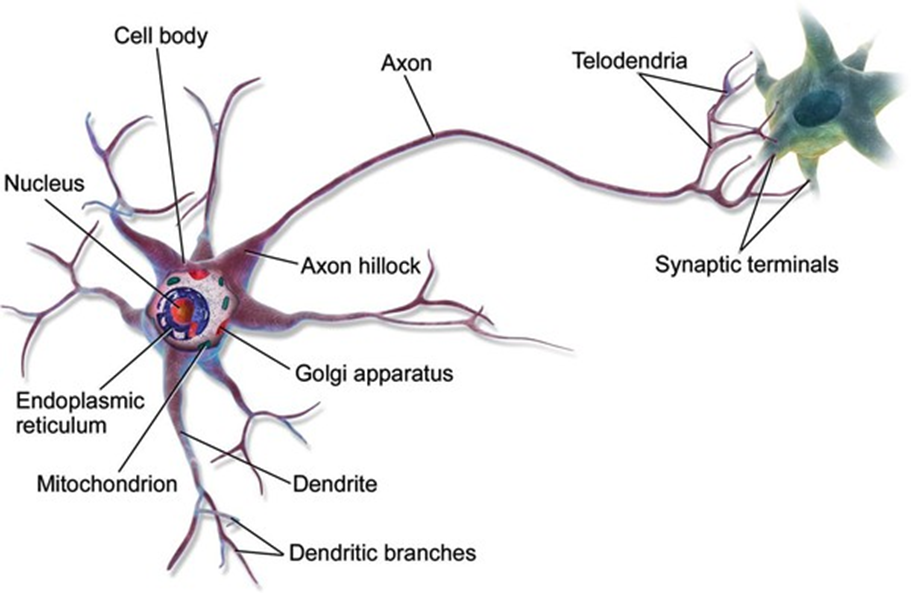 Cell body
Axon
Telodendria
Nucleus
Axon hillock
Synaptic terminals
Golgi apparatus
Endoplasmic
reticulum
Mitochondrion
Dendrite
Dendritic branches